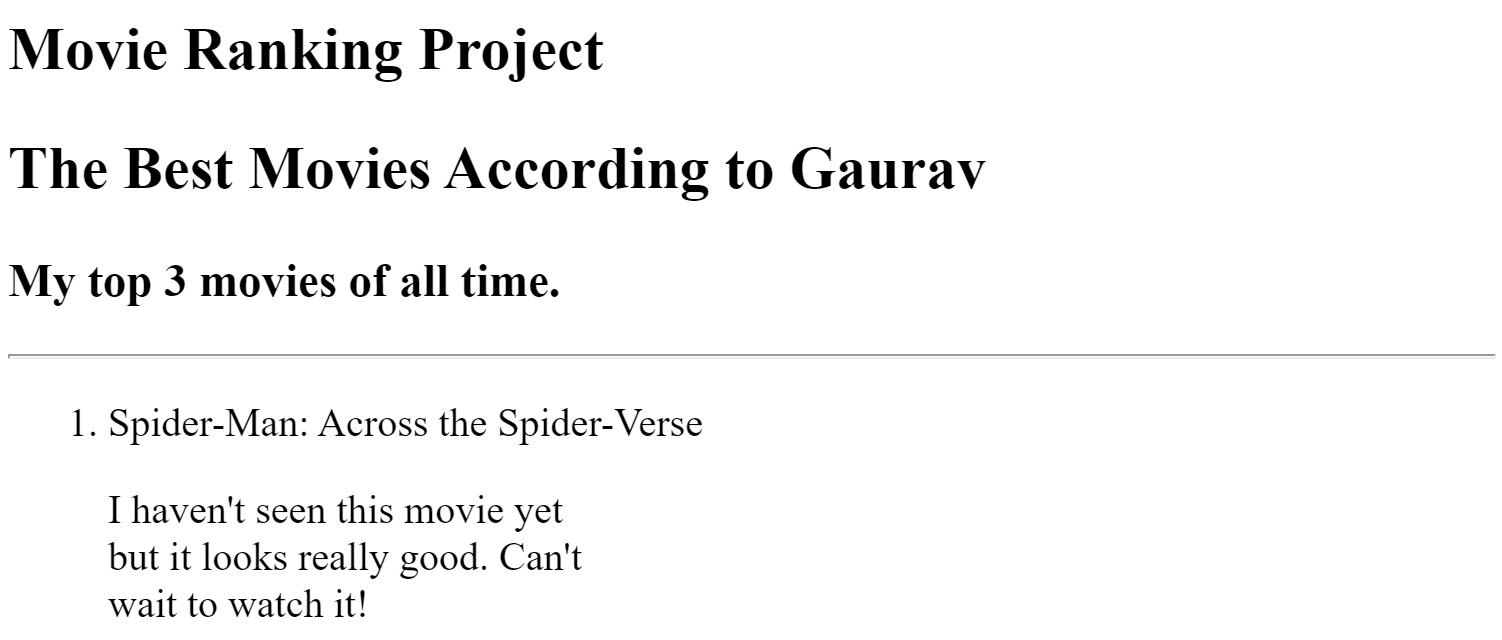 Movie Ranking Project
The Best Movies According to Gaurav
My top 3 movies of all time.
1. Spider-Man: Across the Spider-Verse
I haven't seen this movie yet
but it looks really good. Can't
wait to watch it!